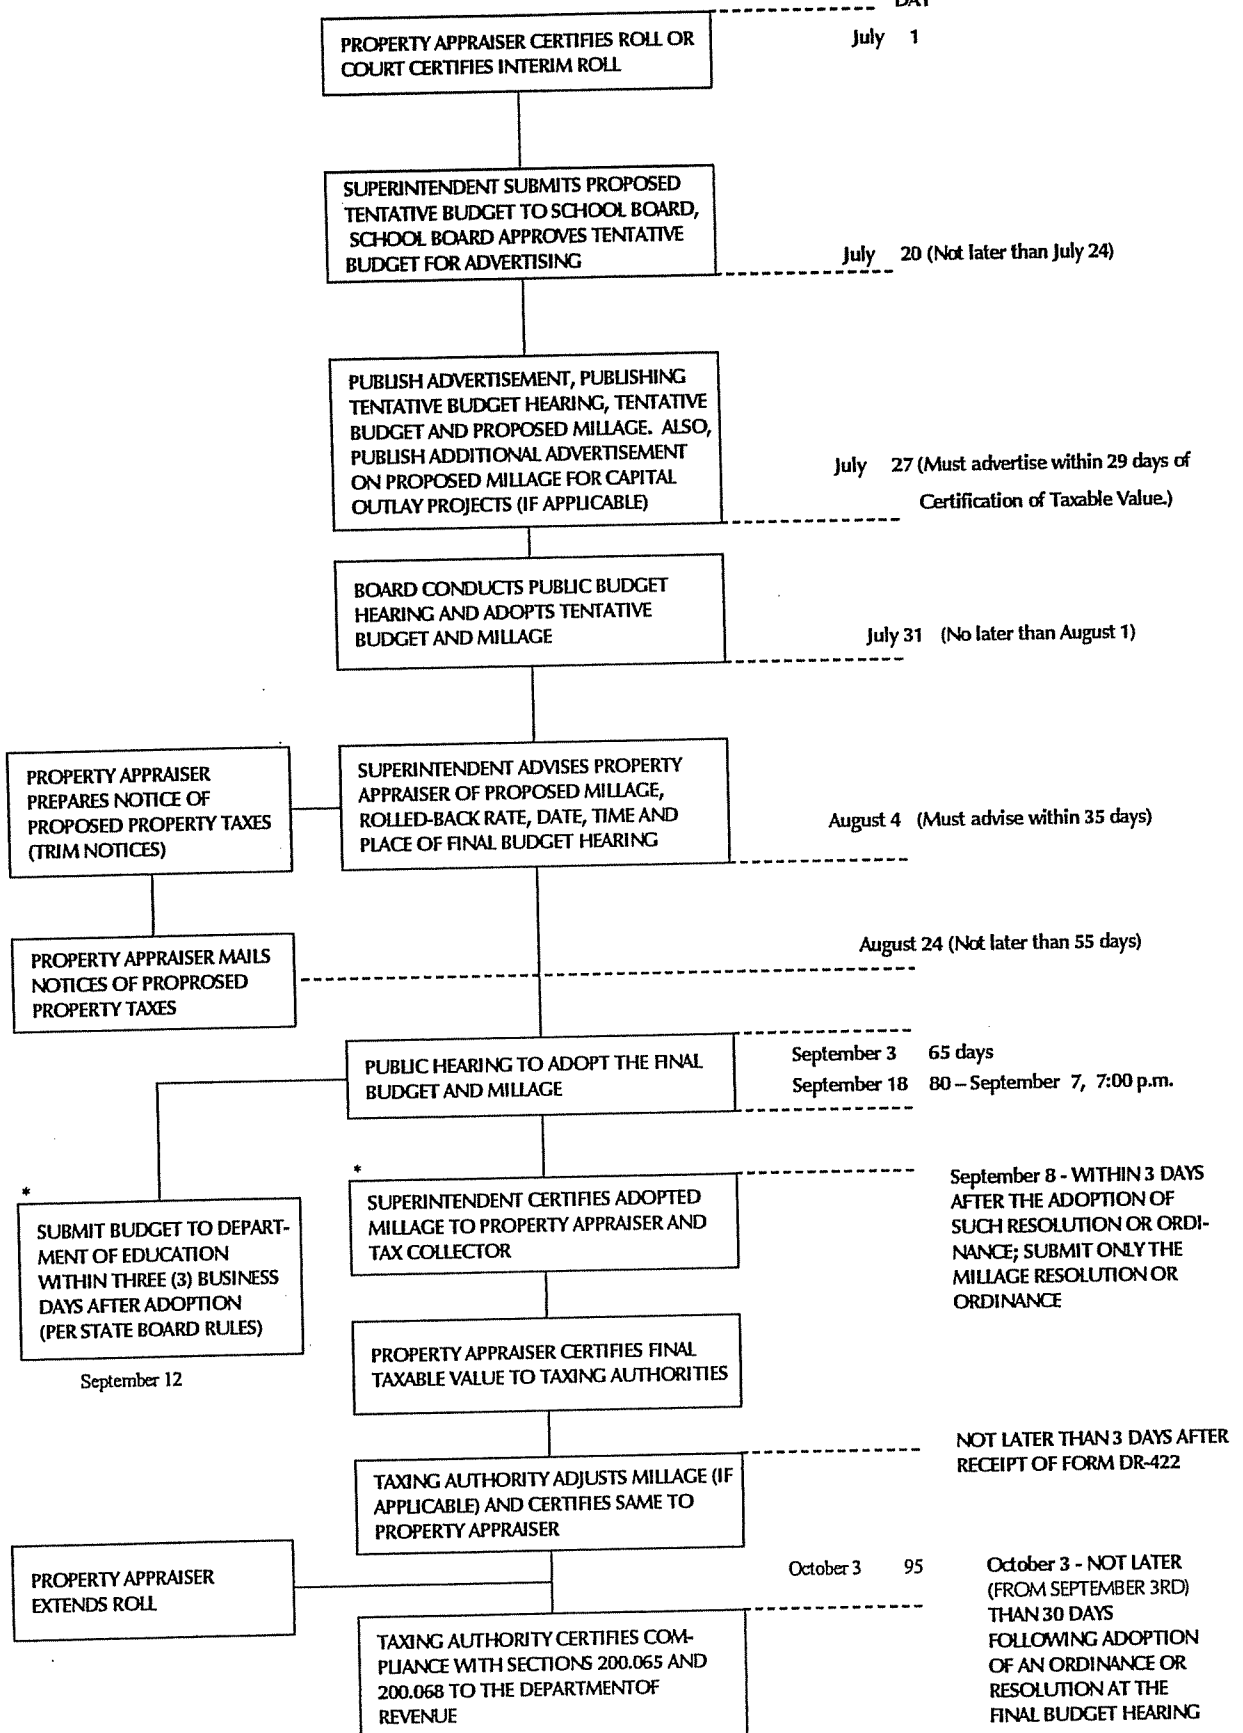 DAY
PROPERTY APPRAISER CERTIFIES ROLL OR
COURT CERTIFIES INTERIM ROLL
July 1
SUPERINTENDENT SUBMITS PROPOSED
TENTATIVE BUDGET TO SCHOOL BOARD,
SCHOOL BOARD APPROVES TENTATIVE
BUDGET FOR ADVERTISING
July 20 (Not later than July 24)
PUBLISH ADVERTISEMENT, PUBLISHING
TENTATIVE BUDGET HEARING, TENTATIVE
BUDGET AND PROPOSED MILLAGE. ALSO,
PUBLISH ADDITIONAL ADVERTISEMENT
ON PROPOSED MILLAGE FOR CAPITAL
OUTLAY PROJECTS (IF APPLICABLE)
July 27 (Must advertise within 29 days of
Certification of Taxable Value.)
BOARD CONDUCTS PUBLIC BUDGET
HEARING AND ADOPTS TENTATIVE
BUDGET AND MILLAGE
July 31 (No later than August 1)
PROPERTY APPRAISER
PREPARES NOTICE OF
PROPOSED PROPERTY TAXES
(TRIM NOTICES)
SUPERINTENDENT ADVISES PROPERTY
APPRAISER OF PROPOSED MILLAGE,
ROLLED-BACK RATE, DATE, TIME AND
PLACE OF FINAL BUDGET HEARING
August 4 (Must advise within 35 days)
PROPERTY APPRAISER MAILS
NOTICES OF PROPROSED
PROPERTY TAXES
August 24 (Not later than 55 days)
PUBLIC HEARING TO ADOPT THE FINAL
BUDGET AND MILLAGE
September 3 65 days
September 18 80 – September 7, 7:00 p.m.
*
SUBMIT BUDGET TO DEPART-
MENT OF EDUCATION
WITHIN THREE (3) BUSINESS
DAYS AFTER ADOPTION
(PER STATE BOARD RULES)
September 12
*
SUPERINTENDENT CERTIFIES ADOPTED
MILLAGE TO PROPERTY APPRAISER AND
TAX COLLECTOR
September 8 - WITHIN 3 DAYS
AFTER THE ADOPTION OF
SUCH RESOLUTION OR ORDI-
NANCE; SUBMIT ONLY THE
MILLAGE RESOLUTION OR
ORDINANCE
PROPERTY APPRAISER CERTIFIES FINAL
TAXABLE VALUE TO TAXING AUTHORITIES
TAXING AUTHORITY ADJUSTS MILLAGE (IF
APPLICABLE) AND CERTIFIES SAME TO
PROPERTY APPRAISER
NOT LATER THAN 3 DAYS AFTER
RECEIPT OF FORM DR-422
PROPERTY APPRAISER
EXTENDS ROLL
October 3 95
TAXING AUTHORITY CERTIFIES COM-
PLIANCE WITH SECTIONS 200.065 AND
200.068 TO THE DEPARTMENTOF
REVENUE
October 3 - NOT LATER
(FROM SEPTEMBER 3RD)
THAN 30 DAYS
FOLLOWING ADOPTION
OF AN ORDINANCE OR
RESOLUTION AT THE
FINAL BUDGET HEARING